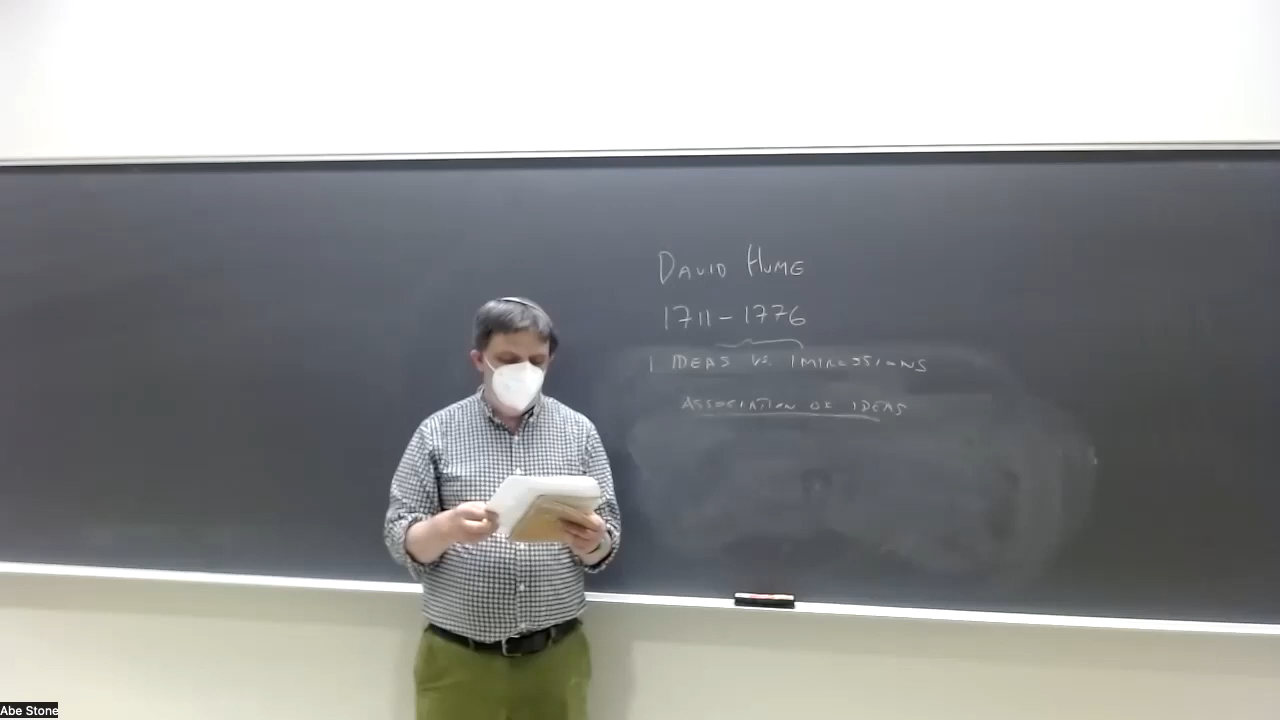 DAVID HUME
1711-1776
1 IDEAS VS. IMPRESSIONS
ASSOCIATION OF IDEAS
Abe Stone